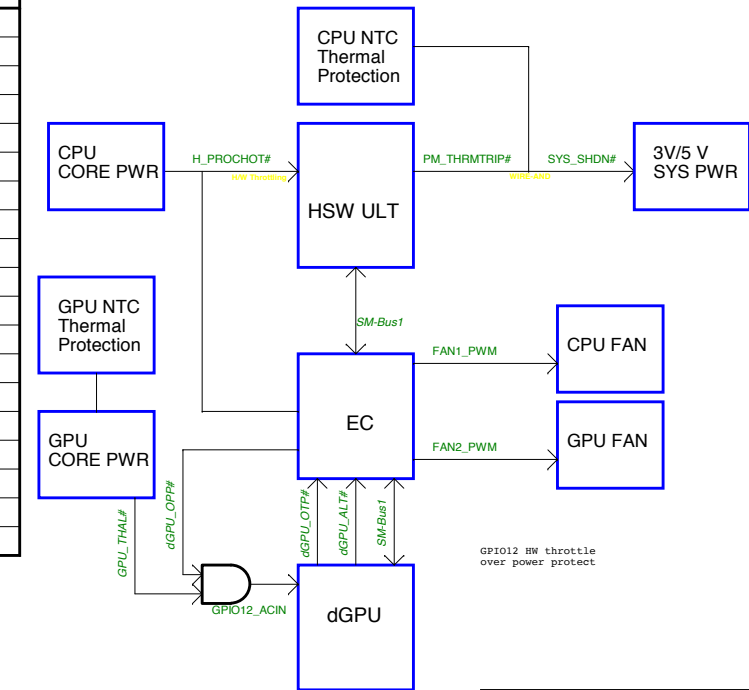 CPU NTC
Thermal
Protection
CPU
CORE PWR
H_PROCHOT#
H/W Throttling
HSW ULT
PM_THRMTRIP#
WIRE-AND
SYS_SHDN#
3V/5 V
SYS PWR
GPU NTC
Thermal
Protection
SM-Bus1
FAN1_PWM
CPU FAN
GPU
CORE PWR
EC
FAN2_PWM
GPU FAN
GPU_THAL#
dGPU_OPP#
dGPU_OTP#
dGPU_ALT#
SM-Bus1
GPIO12 HW throttle
over power protect
GPIO12_ACIN
dGPU